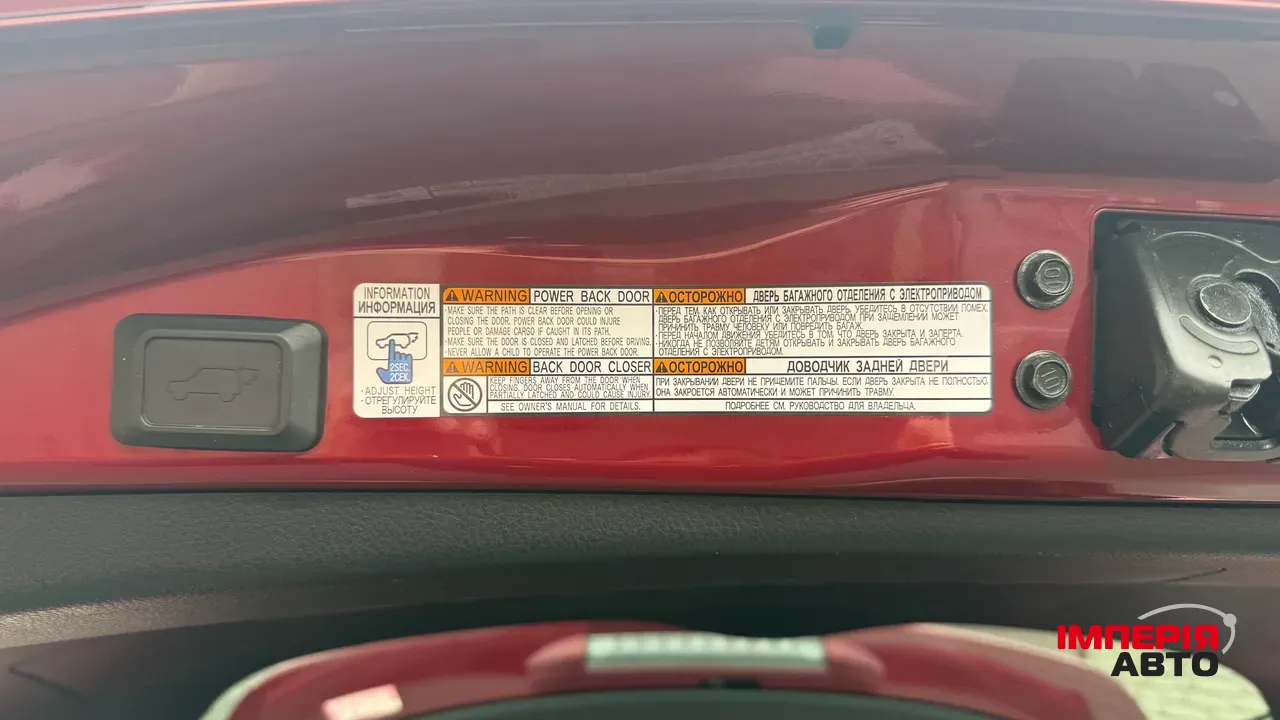 INFORMATION
ИНФОРМАЦИЯ
2SEC.
2СЕК.
·ADJUST HEIGHT
·ОТРЕГУЛИРУЙТЕ
ВЫСОТУ
WARNING POWER BACK DOOR
·MAKE SURE THE PATH IS CLEAR BEFORE OPENING OR
CLOSING THE DOOR. POWER BACK DOOR COULD INJURE
PEOPLE OR DAMAGE CARGO IF CAUGHT IN ITS PATH.
·MAKE SURE THE DOOR IS CLOSED AND LATCHED BEFORE DRIVING.
·NEVER ALLOW A CHILD TO OPERATE THE POWER BACK DOOR.
WARNING BACK DOOR CLOSER
KEEP FINGERS AWAY FROM THE DOOR WHEN
CLOSING. DOOR CLOSES AUTOMATICALLY WHEN
PARTIALLY LATCHED AND COULD CAUSE INJURY.
SEE OWNER'S MANUAL FOR DETAILS.
ОСТОРОЖНО ДВЕРЬ БАГАЖНОГО ОТДЕЛЕНИЯ С ЭЛЕКТРОПРИВОДОМ
·ПЕРЕД ТЕМ, КАК ОТКРЫВАТЬ ИЛИ ЗАКРЫВАТЬ ДВЕРЬ, УБЕДИТЕСЬ В ОТСУТСТВИИ ПОМЕХ.
ДВЕРЬ БАГАЖНОГО ОТДЕЛЕНИЯ С ЭЛЕКТРОПРИВОДОМ ПРИ ЗАЩЕМЛЕНИИ МОЖЕТ
ПРИЧИНИТЬ ТРАВМУ ЧЕЛОВЕКУ ИЛИ ПОВРЕДИТЬ БАГАЖ.
·ПЕРЕД НАЧАЛОМ ДВИЖЕНИЯ УБЕДИТЕСЬ В ТОМ, ЧТО ДВЕРЬ ЗАКРЫТА И ЗАПЕРТА.
·НИКОГДА НЕ ПОЗВОЛЯЙТЕ ДЕТЯМ ОТКРЫВАТЬ И ЗАКРЫВАТЬ ДВЕРЬ БАГАЖНОГО
ОТДЕЛЕНИЯ С ЭЛЕКТРОПРИВОДОМ.
ОСТОРОЖНО ДОВОДЧИК ЗАДНЕЙ ДВЕРИ
ПРИ ЗАКРЫВАНИИ ДВЕРИ НЕ ПРИЩЕМИТЕ ПАЛЬЦЫ. ЕСЛИ ДВЕРЬ ЗАКРЫТА НЕ ПОЛНОСТЬЮ,
ОНА ЗАКРОЕТСЯ АВТОМАТИЧЕСКИ И МОЖЕТ ПРИЧИНИТЬ ТРАВМУ.
ПОДРОБНЕЕ СМ. РУКОВОДСТВО ДЛЯ ВЛАДЕЛЬЦА.
ІМПЕРІЯ
АВТО